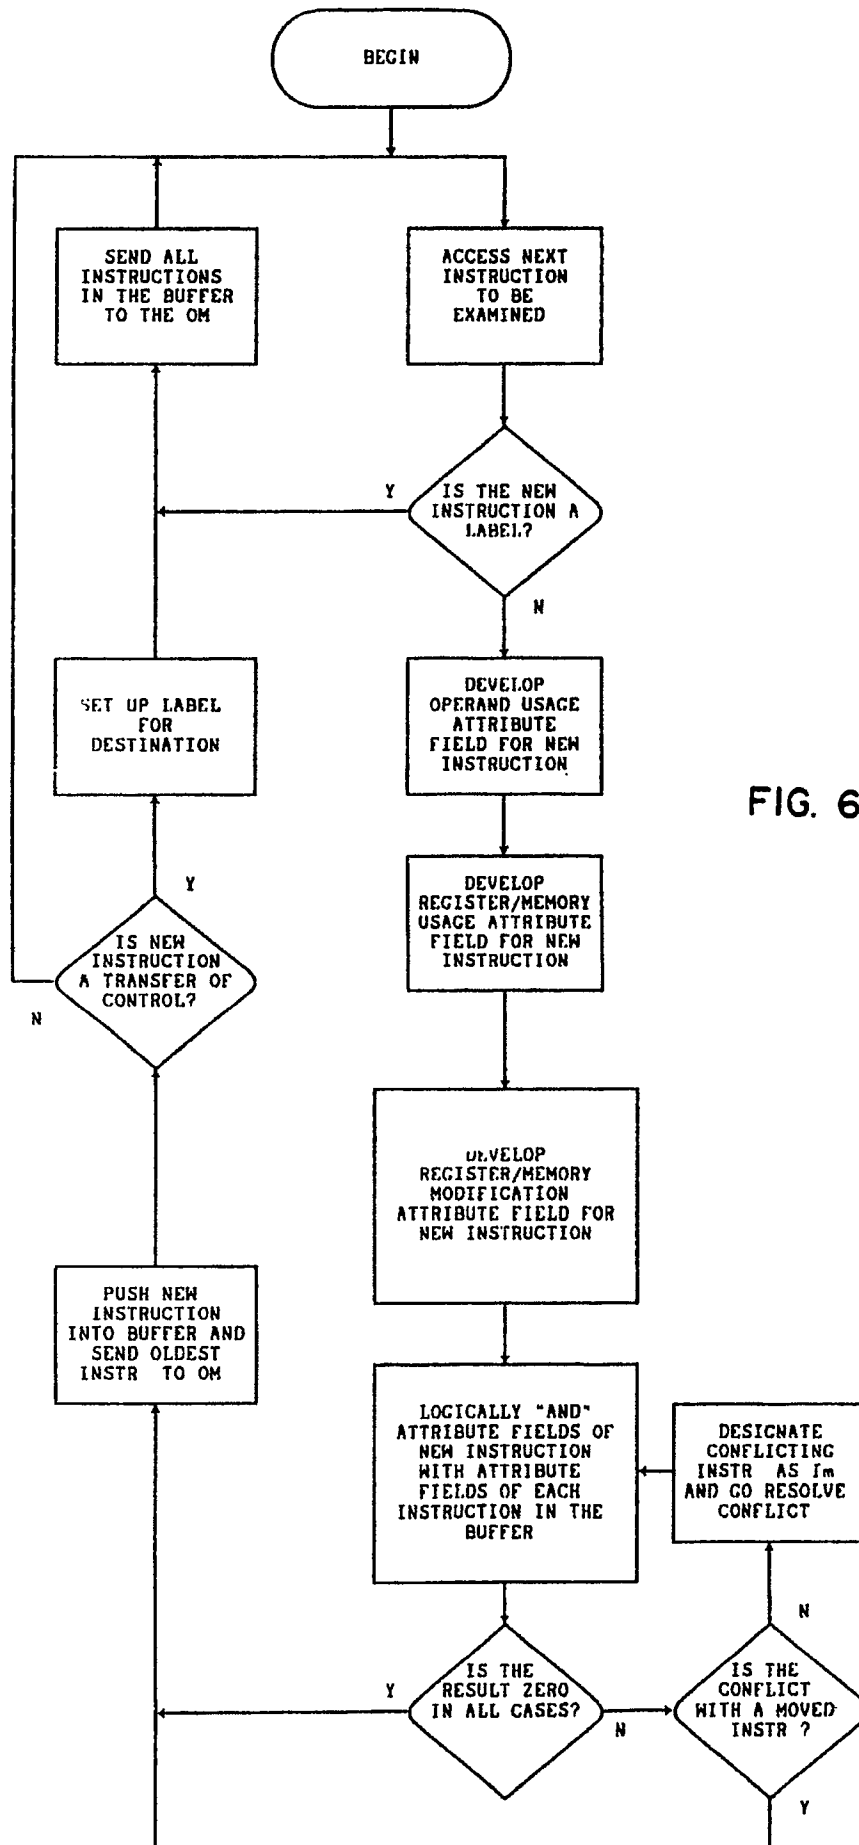 BEGIN
SEND ALL
INSTRUCTIONS
IN THE BUFFER
TO THE OM
ACCESS NEXT
INSTRUCTION
TO BE
EXAMINED
Y
IS THE NEW
INSTRUCTION A
LABEL?
N
SET UP LABEL
FOR
DESTINATION
DEVELOP
OPERAND USAGE
ATTRIBUTE
FIELD FOR NEW
INSTRUCTION
FIG. 6
Y
DEVELOP
REGISTER/MEMORY
USAGE ATTRIBUTE
FIELD FOR NEW
INSTRUCTION
IS NEW
INSTRUCTION
A TRANSFER OF
CONTROL?
N
DEVELOP
REGISTER/MEMORY
MODIFICATION
ATTRIBUTE FIELD FOR
NEW INSTRUCTION
PUSH NEW
INSTRUCTION
INTO BUFFER AND
SEND OLDEST
INSTR TO OM
LOGICALLY "AND"
ATTRIBUTE FIELDS OF
NEW INSTRUCTION
WITH ATTRIBUTE
FIELDS OF EACH
INSTRUCTION IN THE
BUFFER
DESIGNATE
CONFLICTING
INSTR AS Im
AND GO RESOLVE
CONFLICT
N
Y
IS THE
RESULT ZERO
IN ALL CASES?
N
IS THE
CONFLICT
WITH A MOVED
INSTR ?
Y